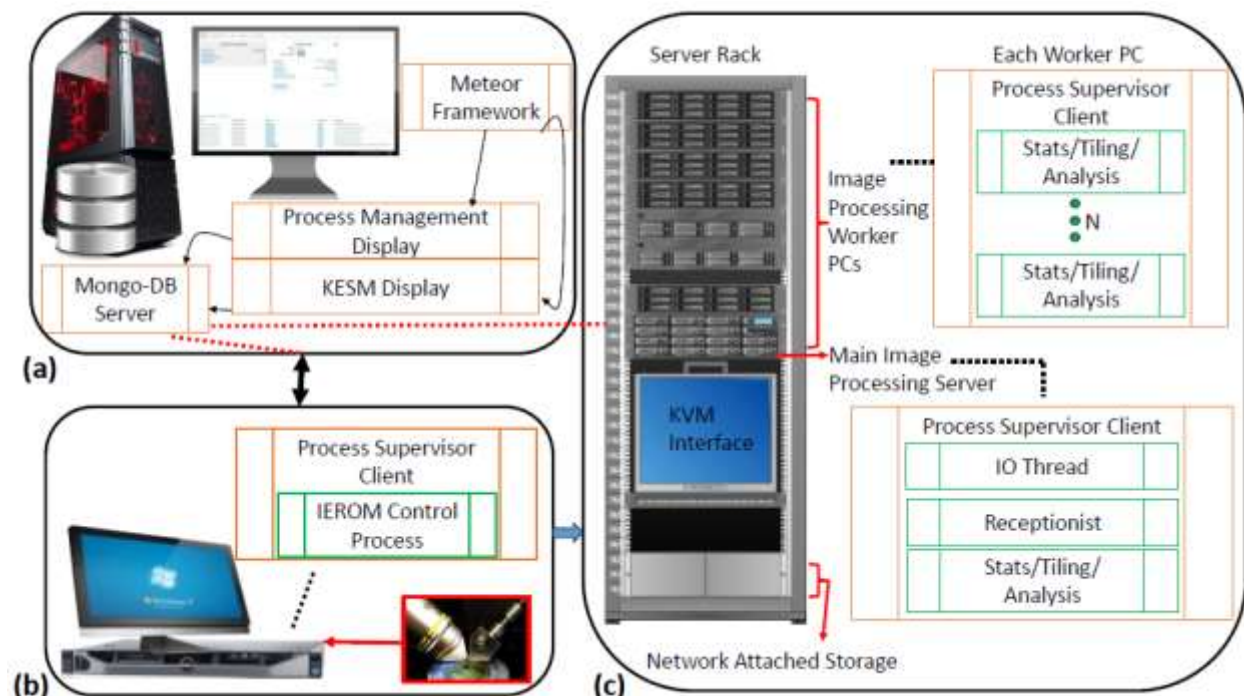 Meteor
Framework
Process Management
Display
KESM Display
Mongo-DB
Server
(a)
Process Supervisor
Client
IEROM Control
Process
(b)
Server Rack
KVM
Interface
Image
Processing
Worker
PCs
Each Worker PC
Process Supervisor
Client
Stats/Tiling/
Analysis
N
Stats/Tiling/
Analysis
Main Image
Processing Server
Process Supervisor Client
IO Thread
Receptionist
Stats/Tiling/
Analysis
Network Attached Storage
(c)